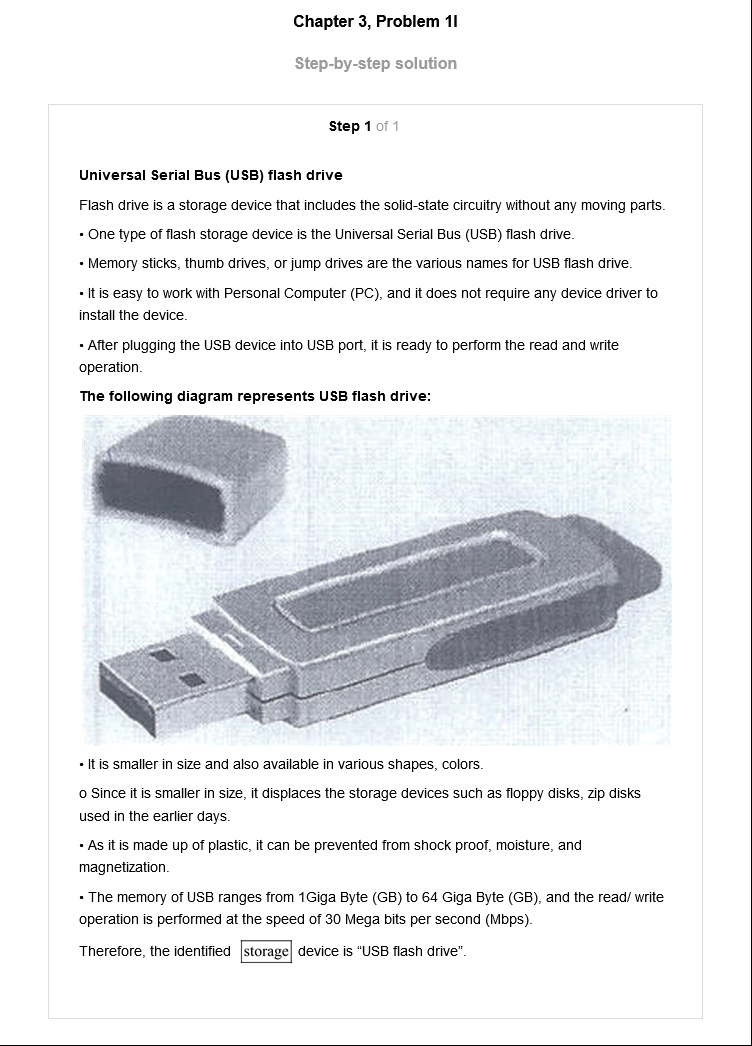 Chapter 3, Problem 1I
Step-by-step solution
Step 1 of 1
Universal Serial Bus (USB) flash drive
Flash drive is a storage device that includes the solid-state circuitry without any moving parts.
• One type of flash storage device is the Universal Serial Bus (USB) flash drive.
• Memory sticks, thumb drives, or jump drives are the various names for USB flash drive.
• It is easy to work with Personal Computer (PC), and it does not require any device driver to
install the device.
• After plugging the USB device into USB port, it is ready to perform the read and write
operation.
The following diagram represents USB flash drive:
• It is smaller in size and also available in various shapes, colors.
o Since it is smaller in size, it displaces the storage devices such as floppy disks, zip disks
used in the earlier days.
• As it is made up of plastic, it can be prevented from shock proof, moisture, and
magnetization.
• The memory of USB ranges from 1Giga Byte (GB) to 64 Giga Byte (GB), and the read/ write
operation is performed at the speed of 30 Mega bits per second (Mbps).
Therefore, the identified storage device is “USB flash drive”.